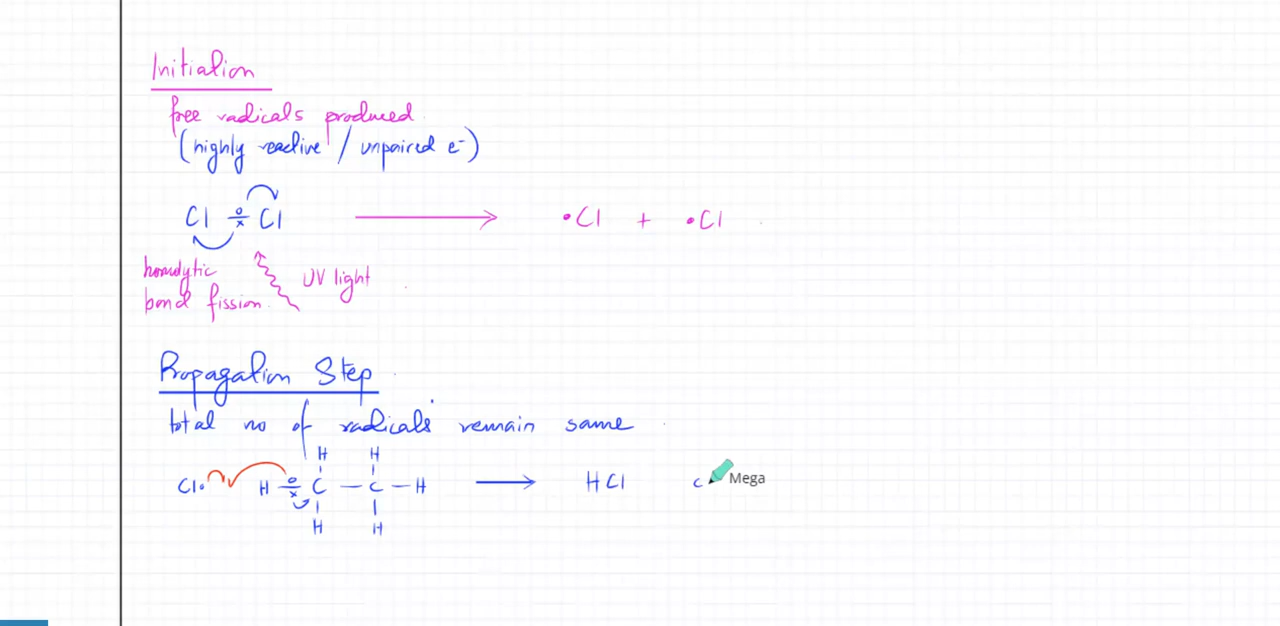 Initiation
free radicals produced
(highly reactive / unpaired e⁻)
Cl o x Cl → •Cl + •Cl
homolytic
bond fission
UV light
Propagation Step
total no of radicals remain same
H H
Cl• H o x C — C — H → HCl C
H H
Mega